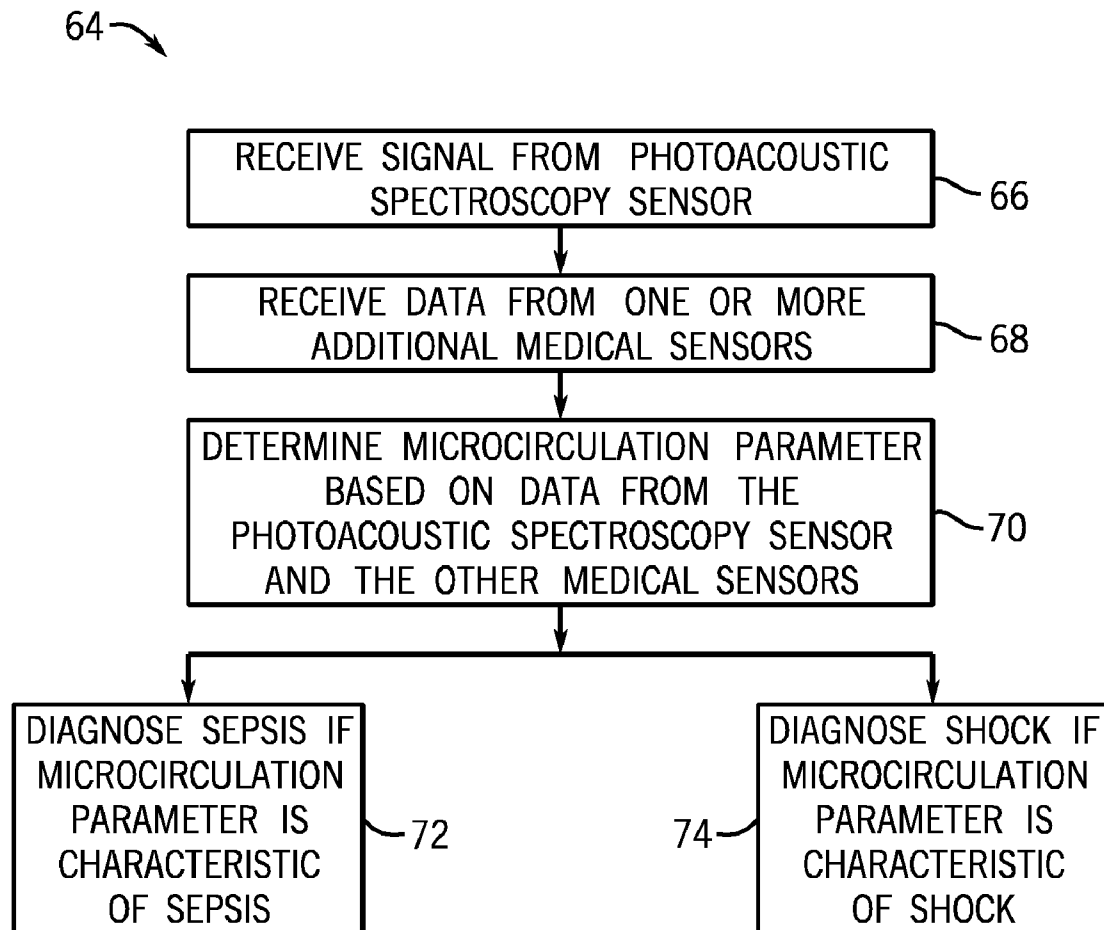 64
RECEIVE SIGNAL FROM PHOTOACOUSTIC
SPECTROSCOPY SENSOR
66
RECEIVE DATA FROM ONE OR MORE
ADDITIONAL MEDICAL SENSORS
68
DETERMINE MICROCIRCULATION PARAMETER
BASED ON DATA FROM THE
PHOTOACOUSTIC SPECTROSCOPY SENSOR
AND THE OTHER MEDICAL SENSORS
70
DIAGNOSE SEPSIS IF
MICROCIRCULATION
PARAMETER IS
CHARACTERISTIC
OF SEPSIS
72
DIAGNOSE SHOCK IF
MICROCIRCULATION
PARAMETER IS
CHARACTERISTIC
OF SHOCK
74